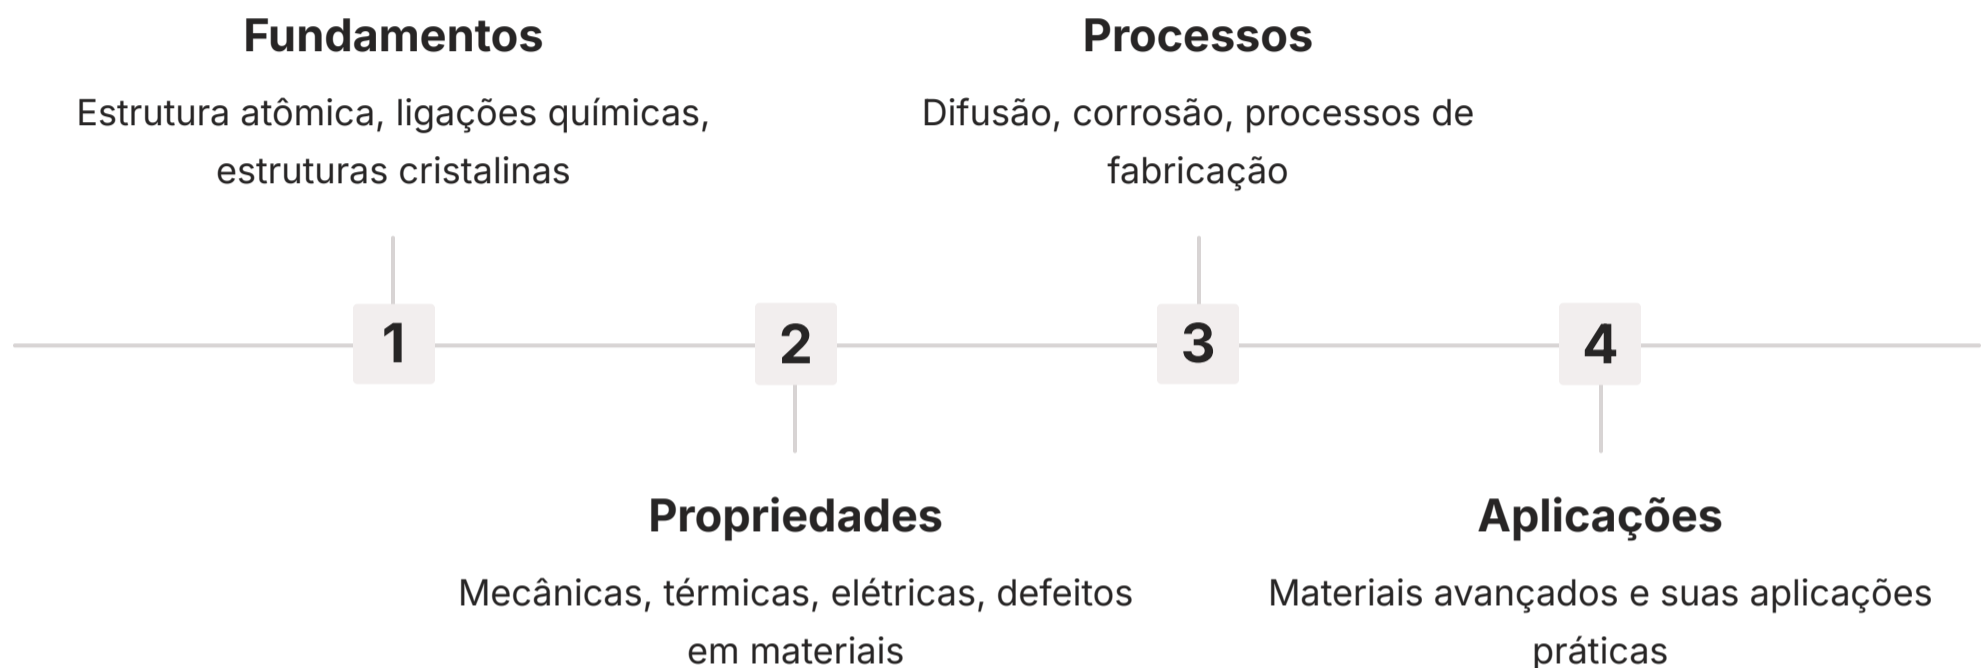 Fundamentos
Estrutura atômica, ligações químicas,
estruturas cristalinas
1
2
Propriedades
Mecânicas, térmicas, elétricas, defeitos
em materiais
Processos
Difusão, corrosão, processos de
fabricação
3
4
Aplicações
Materiais avançados e suas aplicações
práticas